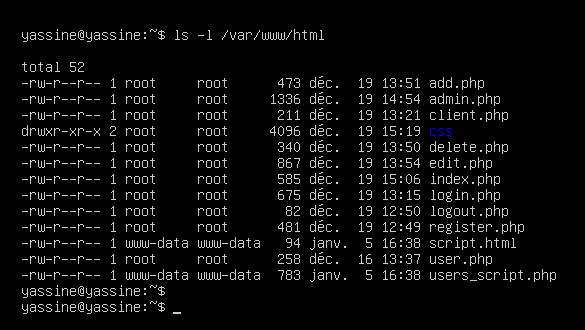 yassine@yassine:~$ ls -l /var/www/html
total 52
-rw-r--r-- 1 root     root      473 déc.  19 13:51 add.php
-rw-r--r-- 1 root     root     1336 déc.  19 14:54 admin.php
-rw-r--r-- 1 root     root      211 déc.  19 13:21 client.php
drwxr-xr-x 2 root     root     4096 déc.  19 15:19 css
-rw-r--r-- 1 root     root      340 déc.  19 13:50 delete.php
-rw-r--r-- 1 root     root      867 déc.  19 13:54 edit.php
-rw-r--r-- 1 root     root      585 déc.  19 15:06 index.php
-rw-r--r-- 1 root     root      675 déc.  19 13:15 login.php
-rw-r--r-- 1 root     root       82 déc.  19 12:50 logout.php
-rw-r--r-- 1 root     root      481 déc.  19 12:49 register.php
-rw-r--r-- 1 www-data www-data   94 janv.  5 16:38 script.html
-rw-r--r-- 1 root     root      258 déc.  16 13:37 user.php
-rw-r--r-- 1 www-data www-data  783 janv.  5 16:38 users_script.php
yassine@yassine:~$
yassine@yassine:~$ _